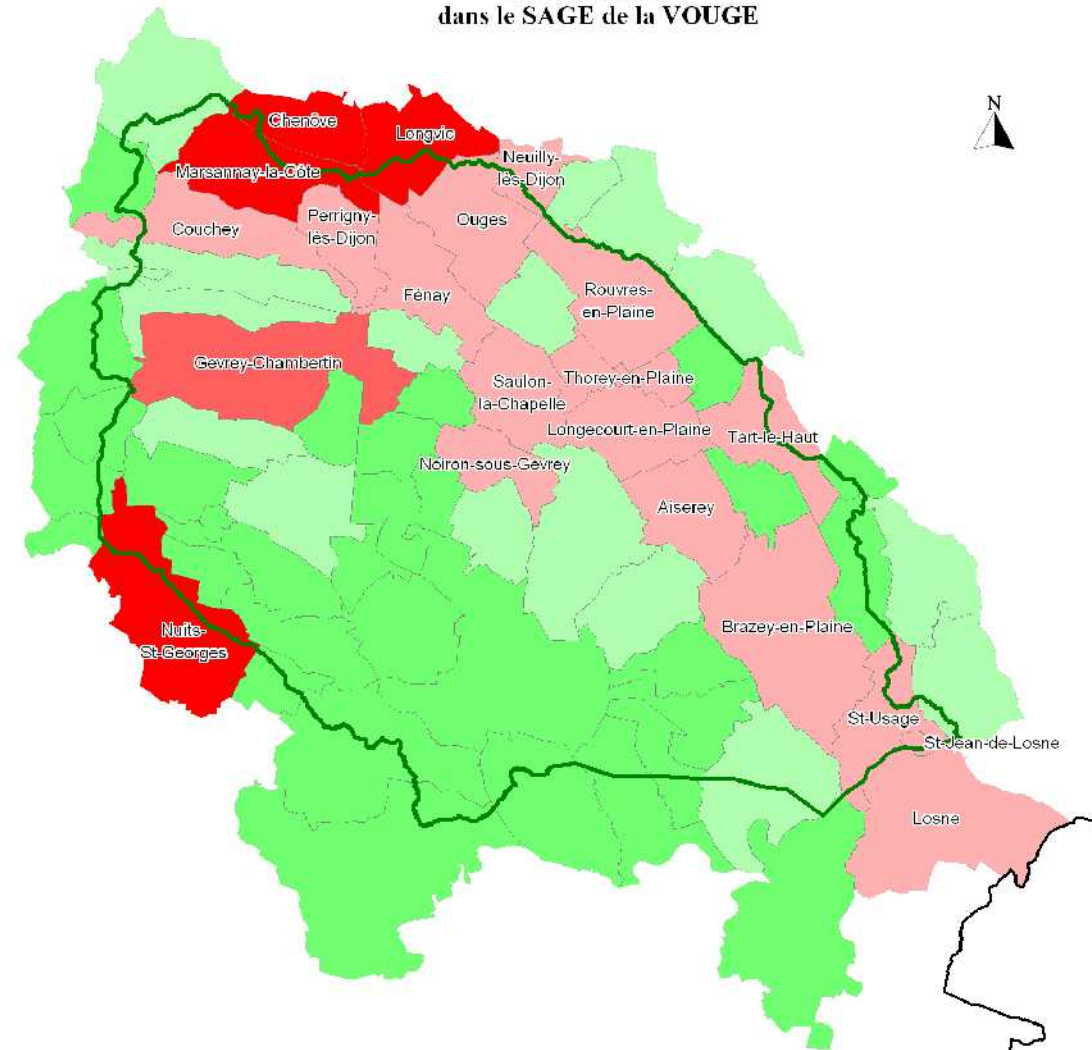 dans le SAGE de la VOUGE
N
Chenôve
Longvic
Neuilly-
lès-Dijon
Marsannay-la-Côte
Perrigny-
lès-Dijon
Ouges
Couchey
Fénay
Rouvres-
en-Plaine
Gevrey-Chambertin
Saulon-
la-Chapelle
Thorey-en-Plaine
Longecourt-en-Plaine
Tart-le-Haut
Noiron-sous-Gevrey
Aiserey
Brazey-en-Plaine
Nuits-
St-Georges
St-Usage
St-Jean-de-Losne
Losne